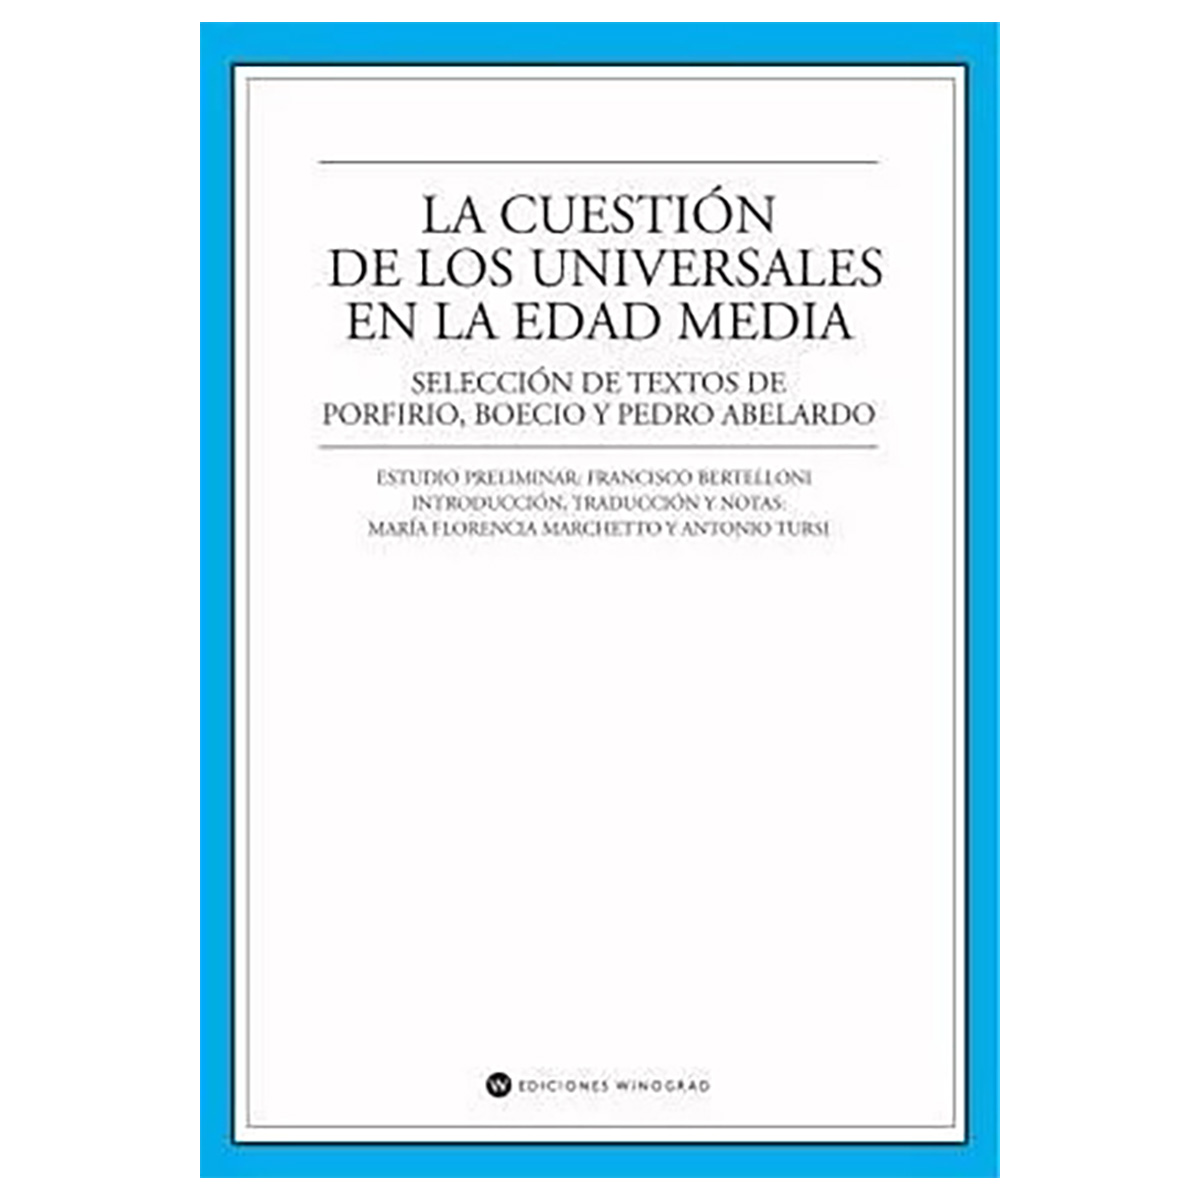 LA CUESTIÓN
DE LOS UNIVERSALES
EN LA EDAD MEDIA
SELECCIÓN DE TEXTOS DE
PORFIRIO, BOECIO Y PEDRO ABELARDO
ESTUDIO PRELIMINAR: FRANCISCO BERTELLONI
INTRODUCCIÓN, TRADUCCIÓN Y NOTAS:
MARÍA FLORENCIA MARCHETTO Y ANTONIO TURSI
W EDICIONES WINOGRAD